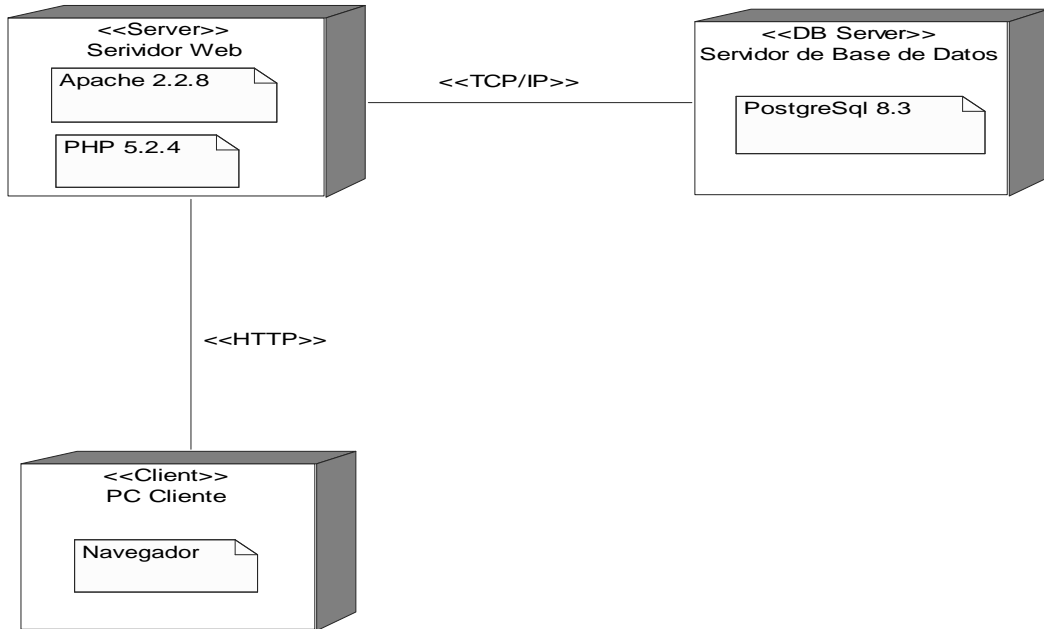 <<Server>>
Serividor Web
Apache 2.2.8
PHP 5.2.4
<<TCP/IP>>
<<DB Server>>
Servidor de Base de Datos
PostgreSql 8.3
<<HTTP>>
<<Client>>
PC Cliente
Navegador